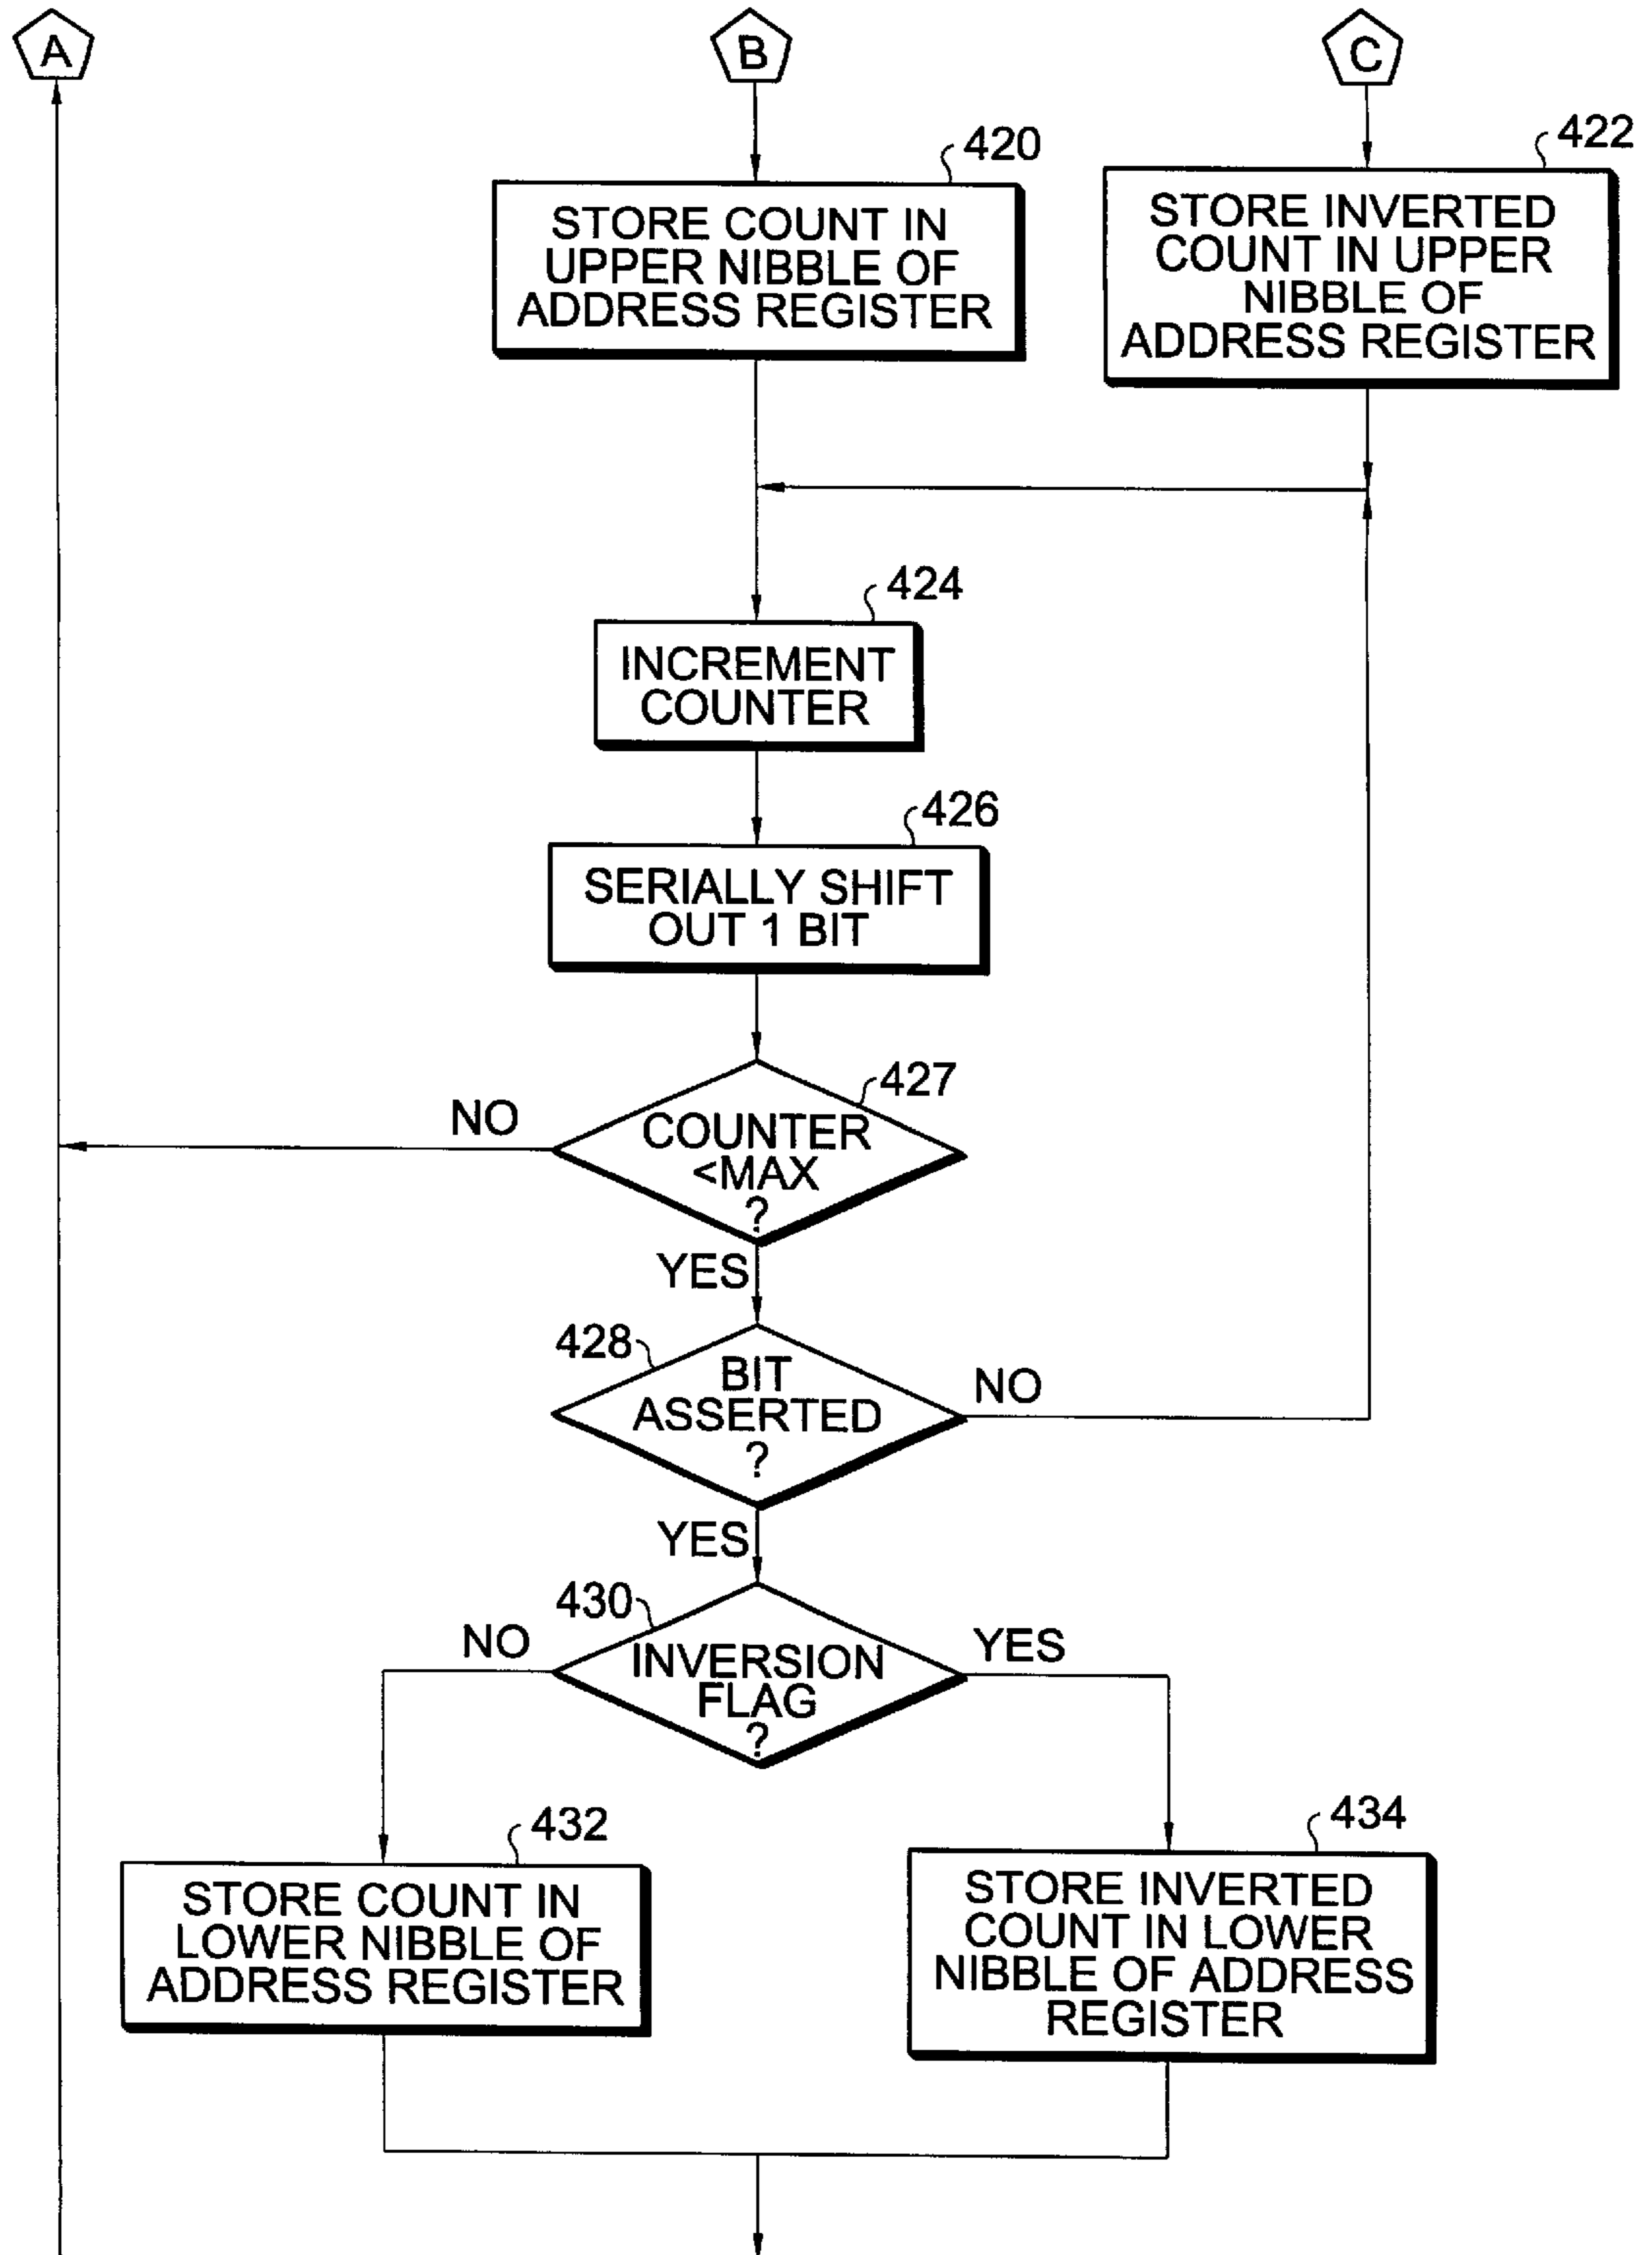 A
B
C
420
422
STORE COUNT IN
UPPER NIBBLE OF
ADDRESS REGISTER
STORE INVERTED
COUNT IN UPPER
NIBBLE OF
ADDRESS REGISTER
424
INCREMENT
COUNTER
426
SERIALLY SHIFT
OUT 1 BIT
427
NO
COUNTER
<MAX
?
YES
428
BIT
ASSERTED
?
NO
YES
430
NO
INVERSION
FLAG
?
YES
432
434
STORE COUNT IN
LOWER NIBBLE OF
ADDRESS REGISTER
STORE INVERTED
COUNT IN LOWER
NIBBLE OF ADDRESS
REGISTER